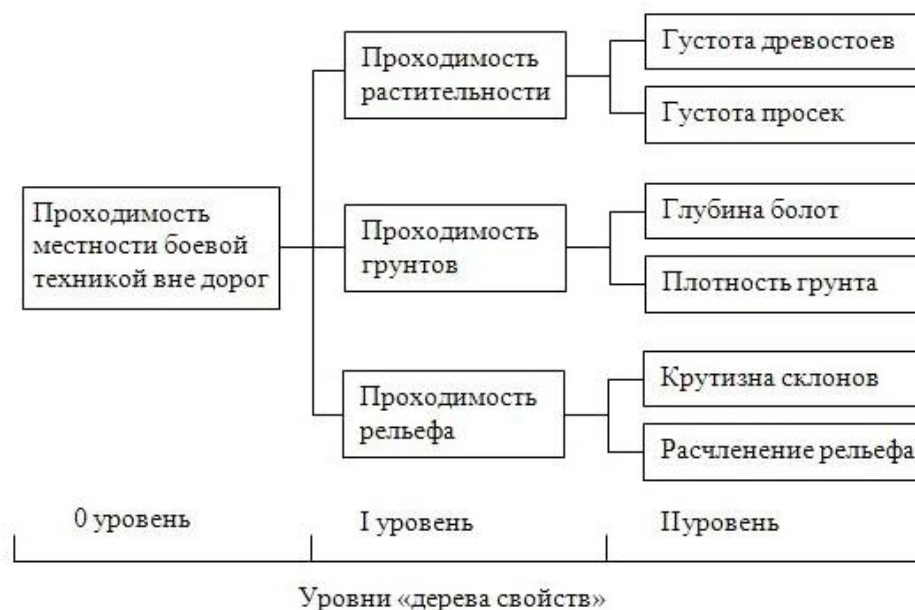 Проходимость
местности боевой
техникой вне дорог
Проходимость
растительности
Густота древостоев
Густота просек
Проходимость
грунтов
Глубина болот
Плотность грунта
Проходимость
рельефа
Крутизна склонов
Расчленение рельефа
0 уровень
I уровень
IIуровень
Уровни «дерева свойств»